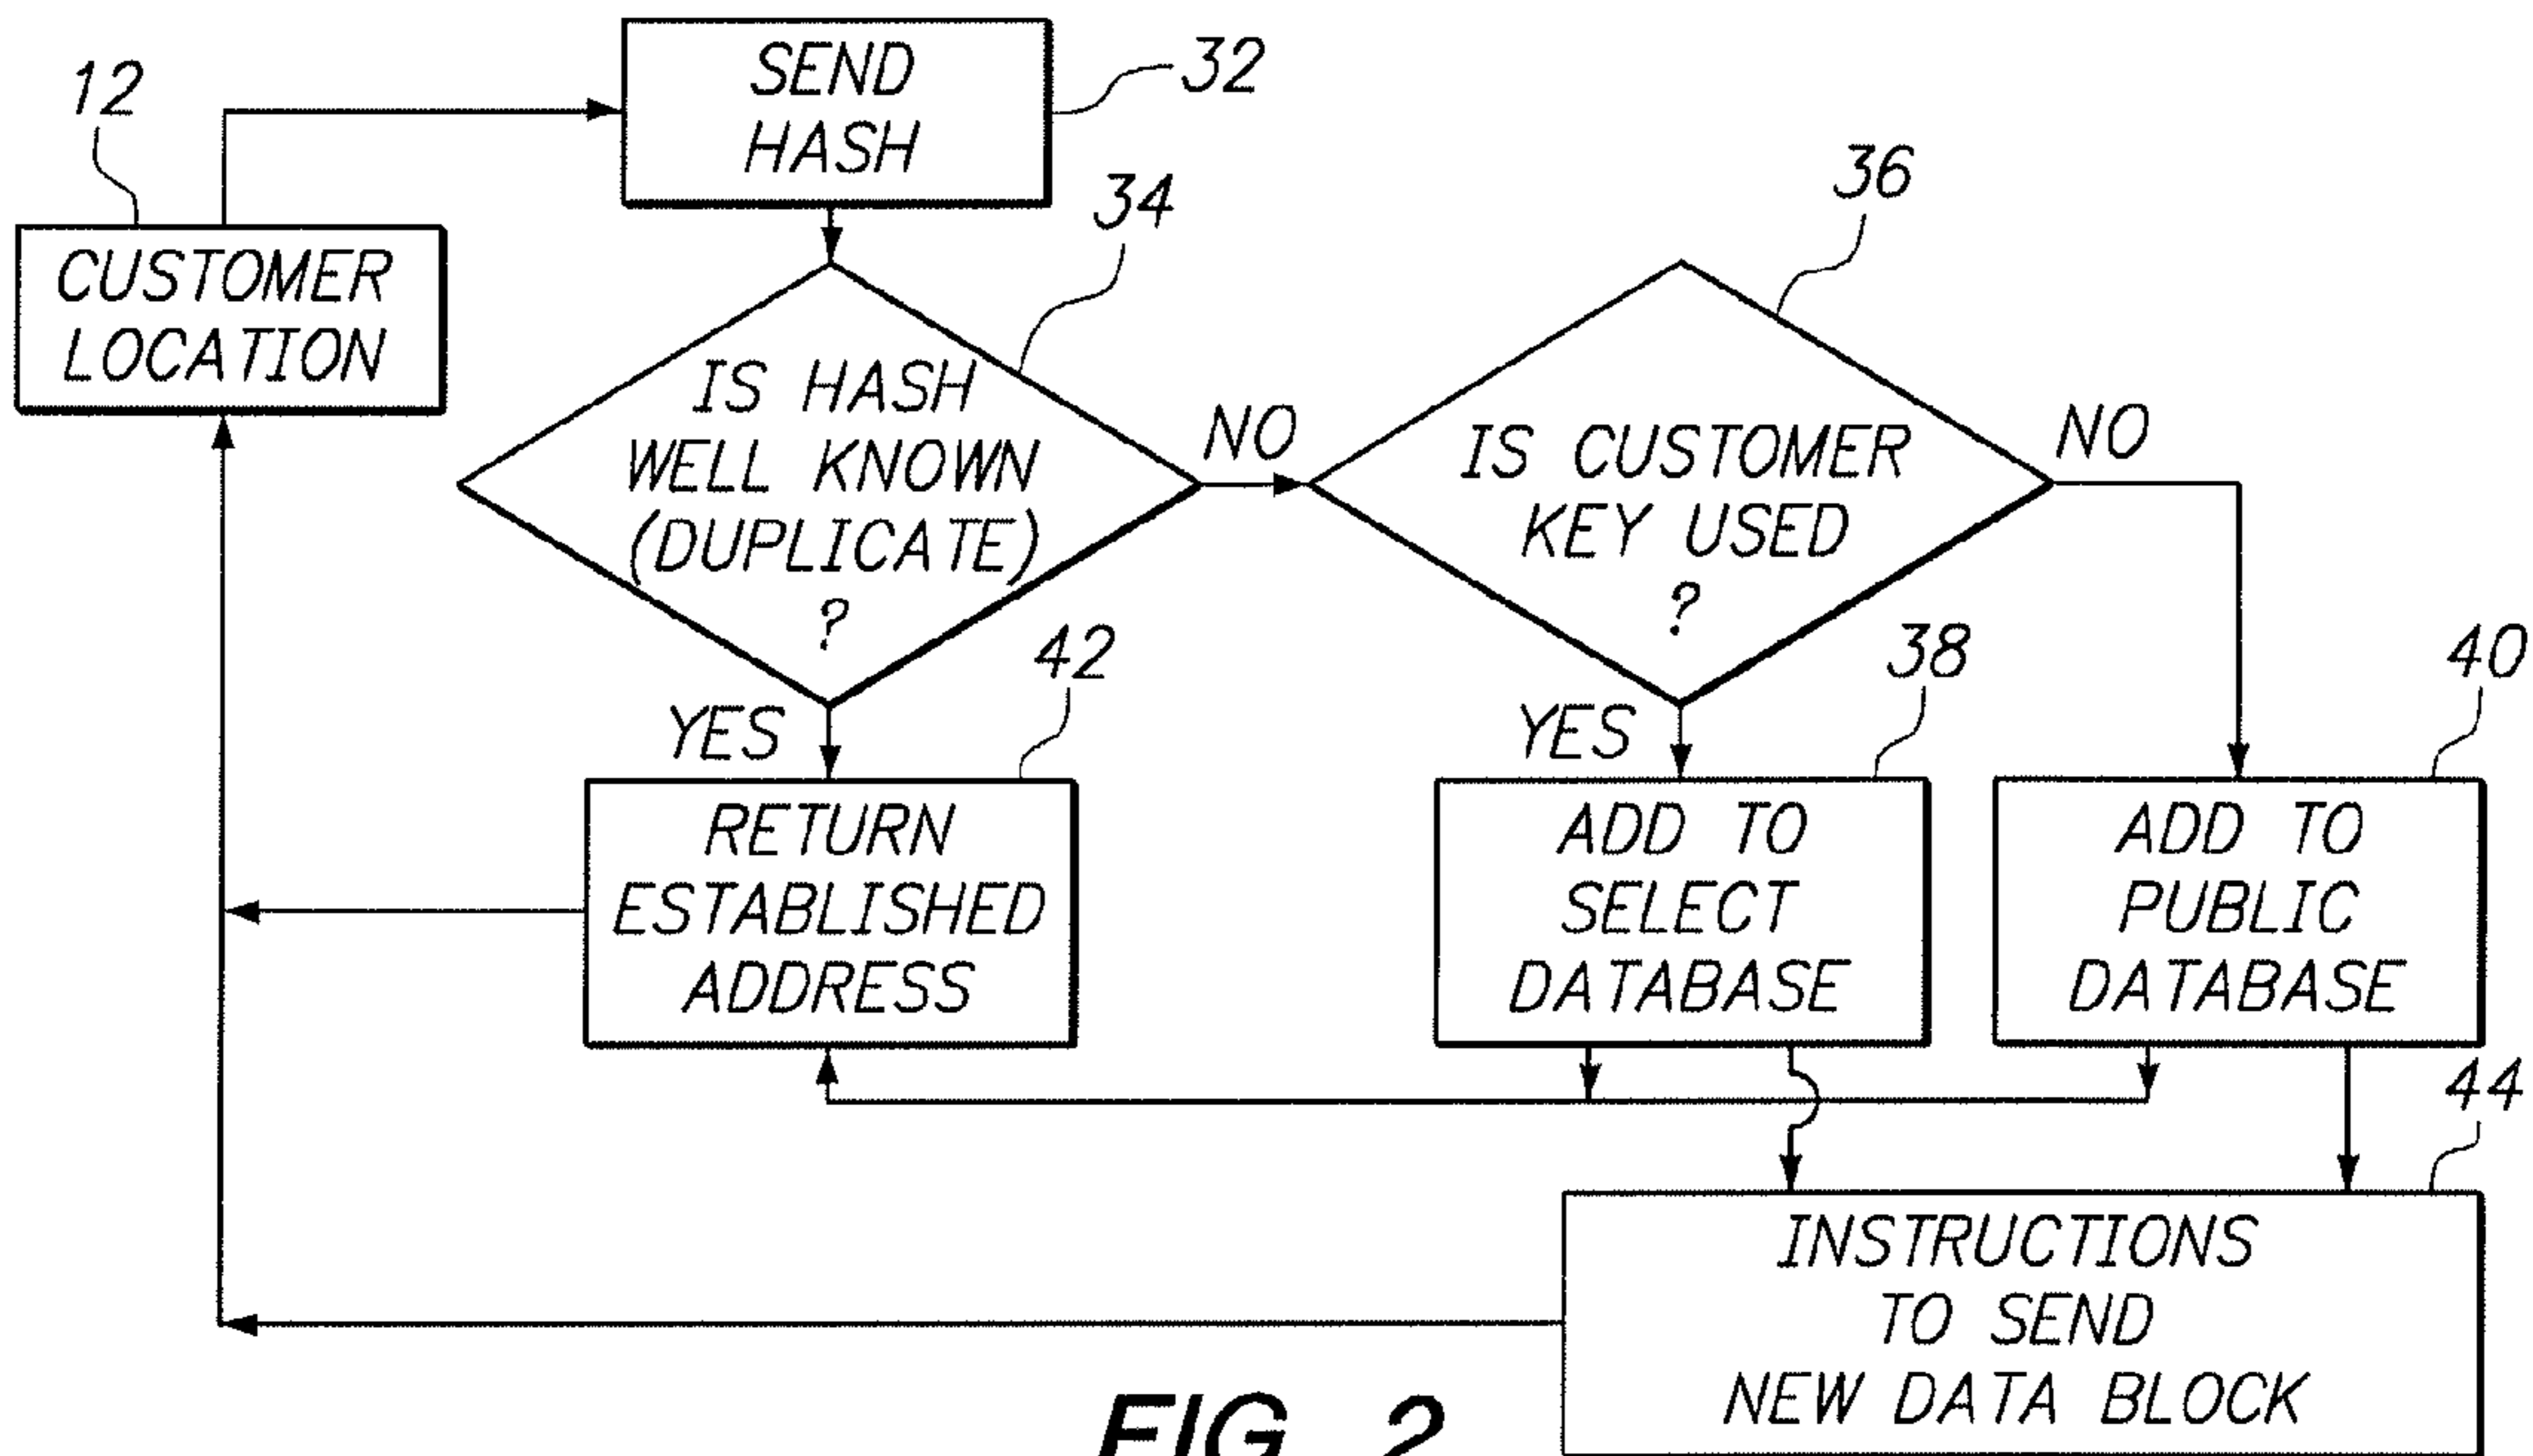 12
SEND
HASH
32
CUSTOMER
LOCATION
34
IS HASH
WELL KNOWN
(DUPLICATE)
?
NO
36
IS CUSTOMER
KEY USED
?
NO
YES
42
RETURN
ESTABLISHED
ADDRESS
YES
38
ADD TO
SELECT
DATABASE
40
ADD TO
PUBLIC
DATABASE
44
INSTRUCTIONS
TO SEND
NEW DATA BLOCK
FIG. 2